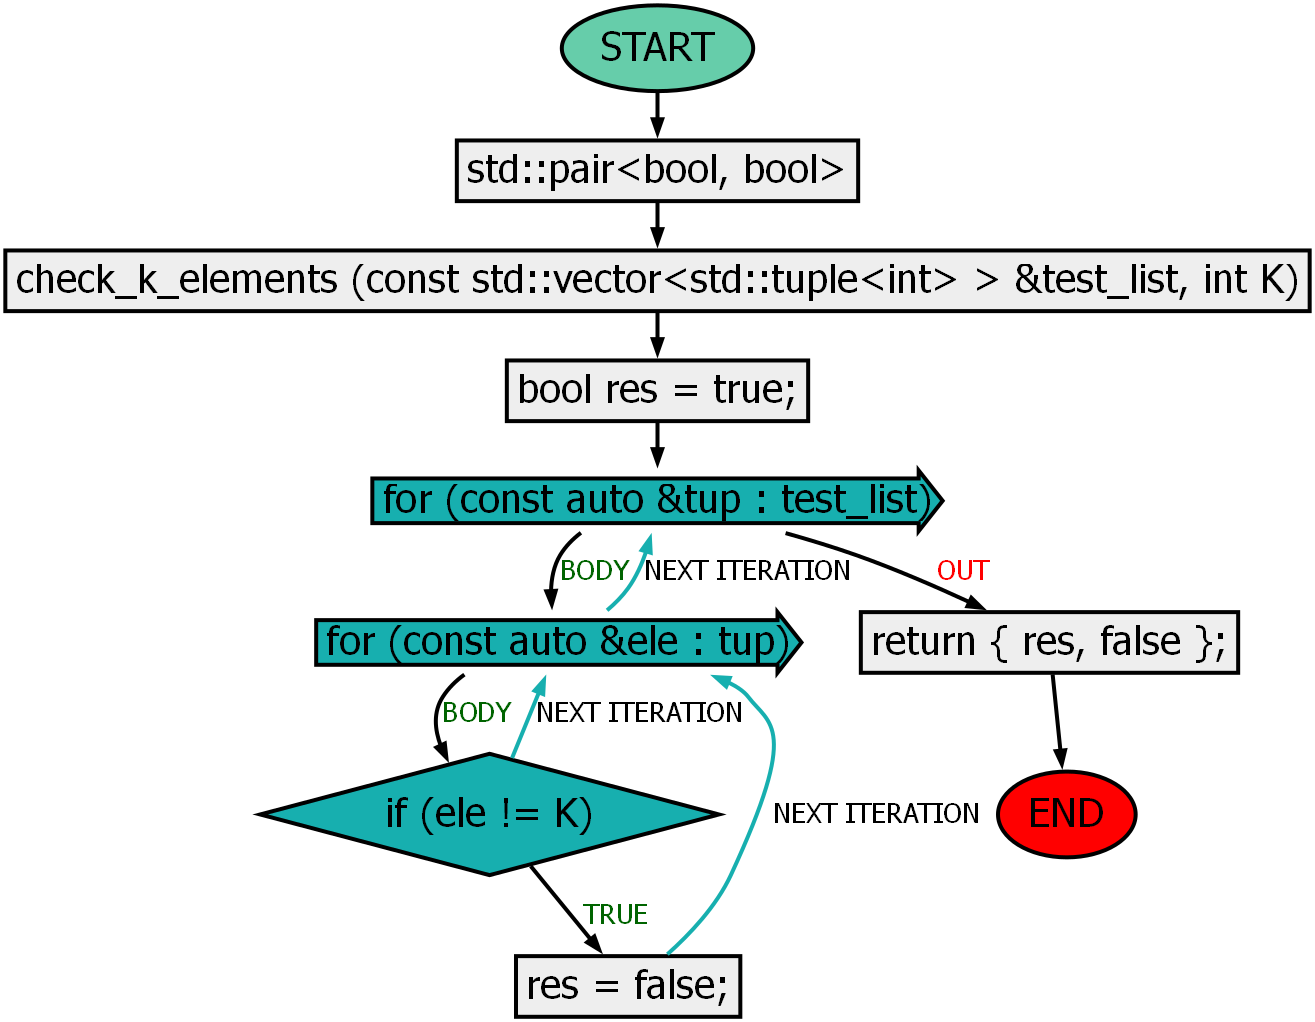 START
std::pair<bool, bool>
check_k_elements (const std::vector<std::tuple<int> > &test_list, int K)
bool res = true;
for (const auto &tup : test_list)
BODY
NEXT ITERATION
OUT
for (const auto &ele : tup)
return { res, false };
BODY
NEXT ITERATION
if (ele != K)
NEXT ITERATION
END
TRUE
res = false;